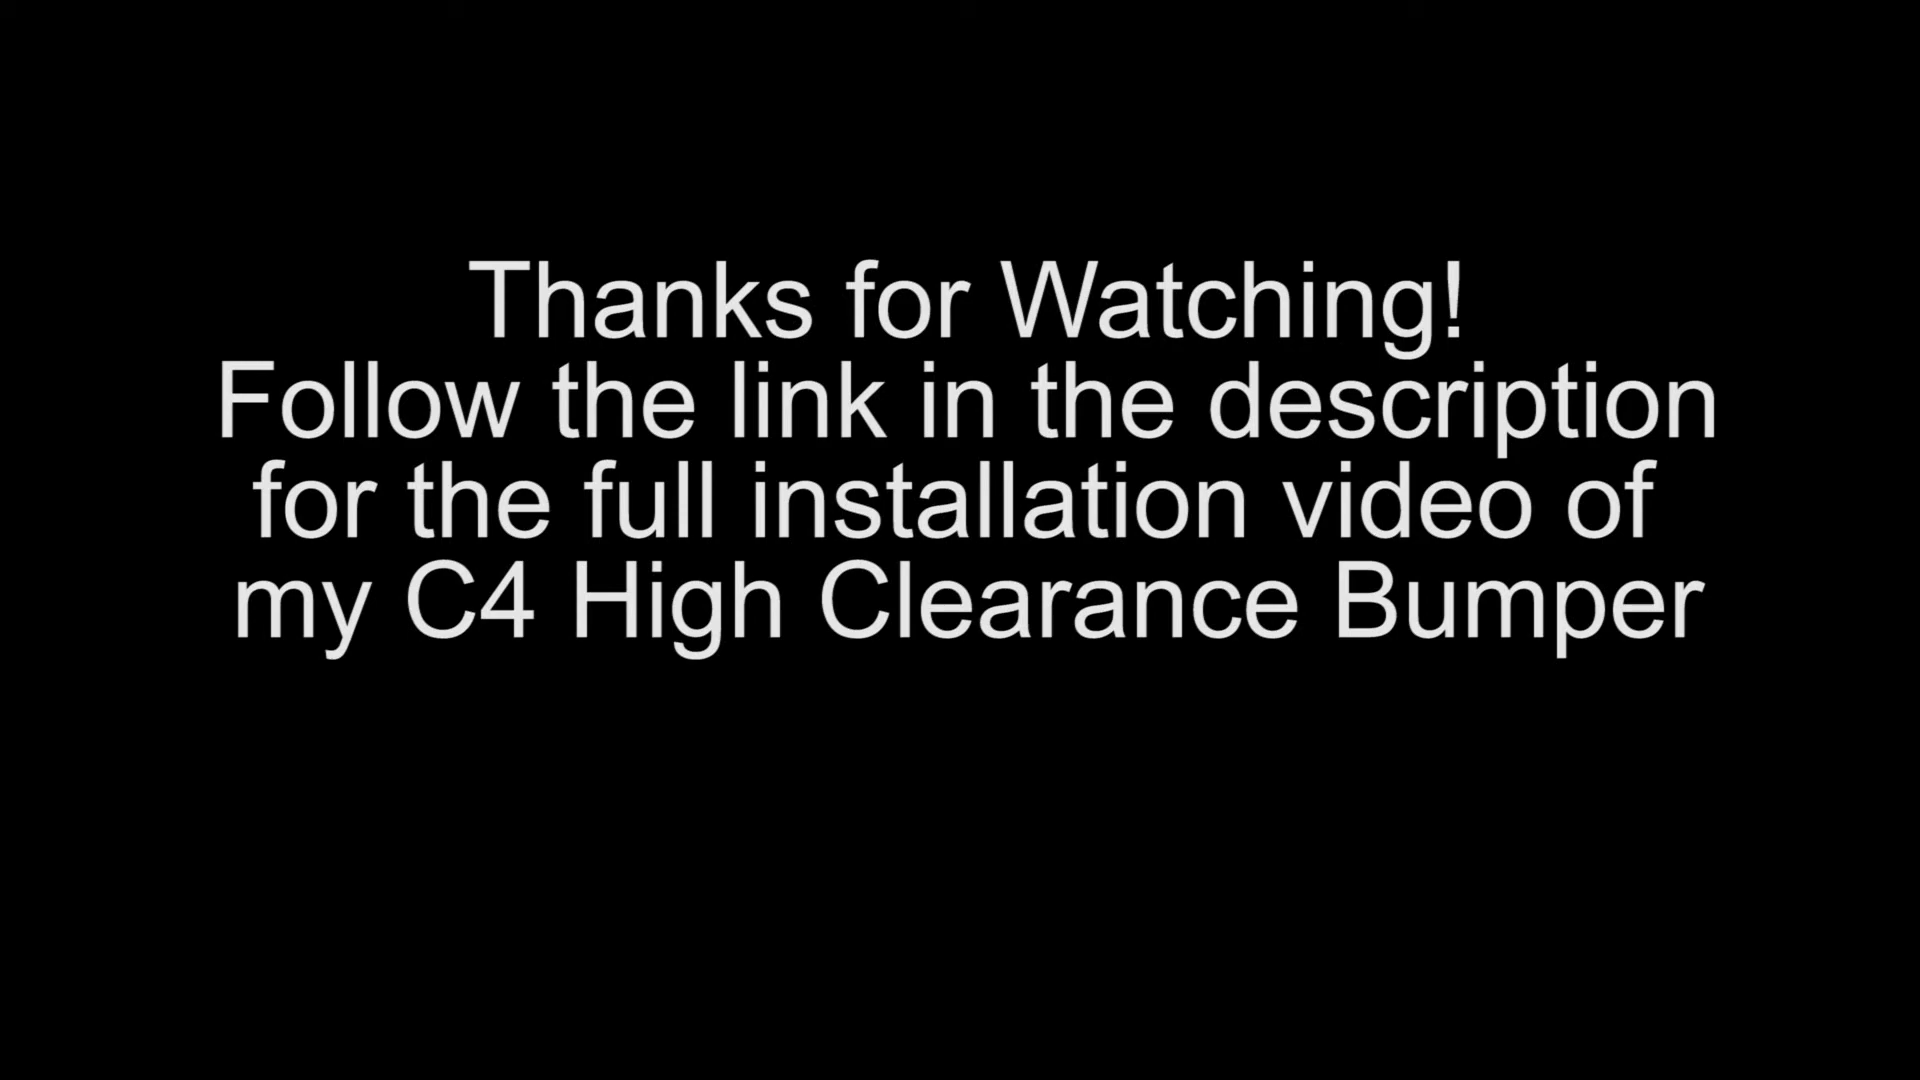 Thanks for Watching!
Follow the link in the description
for the full installation video of
my C4 High Clearance Bumper